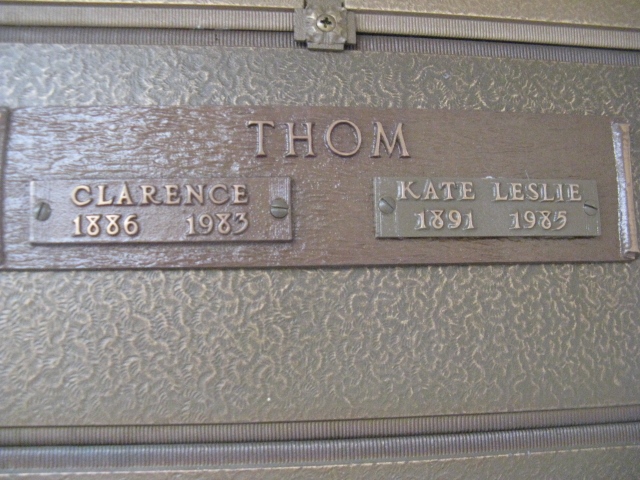 THOM
CLARENCE
1886 1983
KATE LESLIE
1891 1985